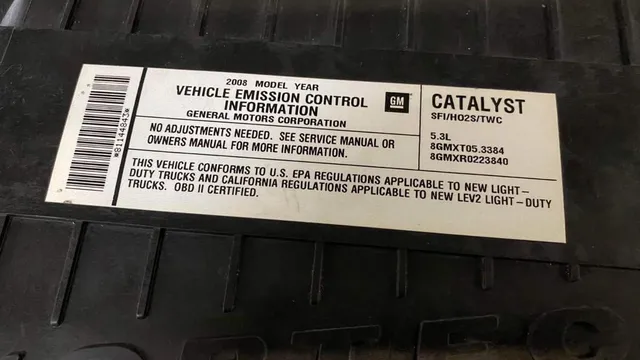 *81144843*
2008 MODEL YEAR
VEHICLE EMISSION CONTROL
INFORMATION
GENERAL MOTORS CORPORATION
GM
CATALYST
SFI/HO2S/TWC
NO ADJUSTMENTS NEEDED. SEE SERVICE MANUAL OR
OWNERS MANUAL FOR MORE INFORMATION.
5.3L
8GMXT05.3384
8GMXR0223840
THIS VEHICLE CONFORMS TO U.S. EPA REGULATIONS APPLICABLE TO NEW LIGHT-
DUTY TRUCKS AND CALIFORNIA REGULATIONS APPLICABLE TO NEW LEV2 LIGHT-DUTY
TRUCKS. OBD II CERTIFIED.